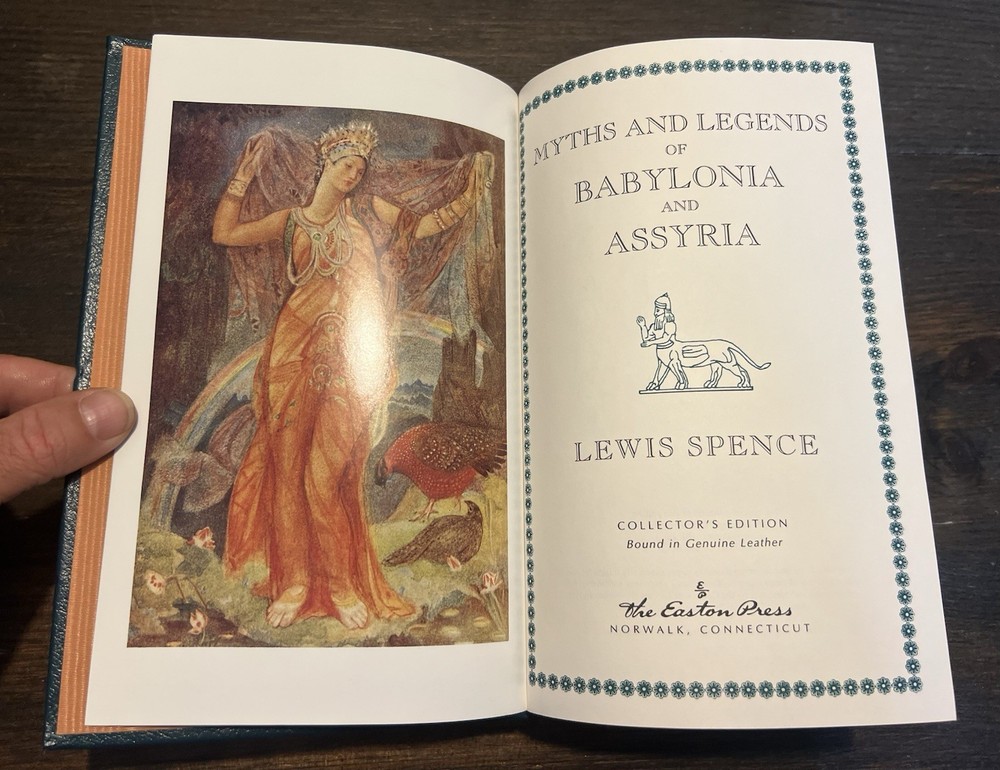 MYTHS AND LEGENDS
OF
BABYLONIA
AND
ASSYRIA
LEWIS SPENCE
COLLECTOR'S EDITION
Bound in Genuine Leather
The Easton Press
NORWALK, CONNECTICUT